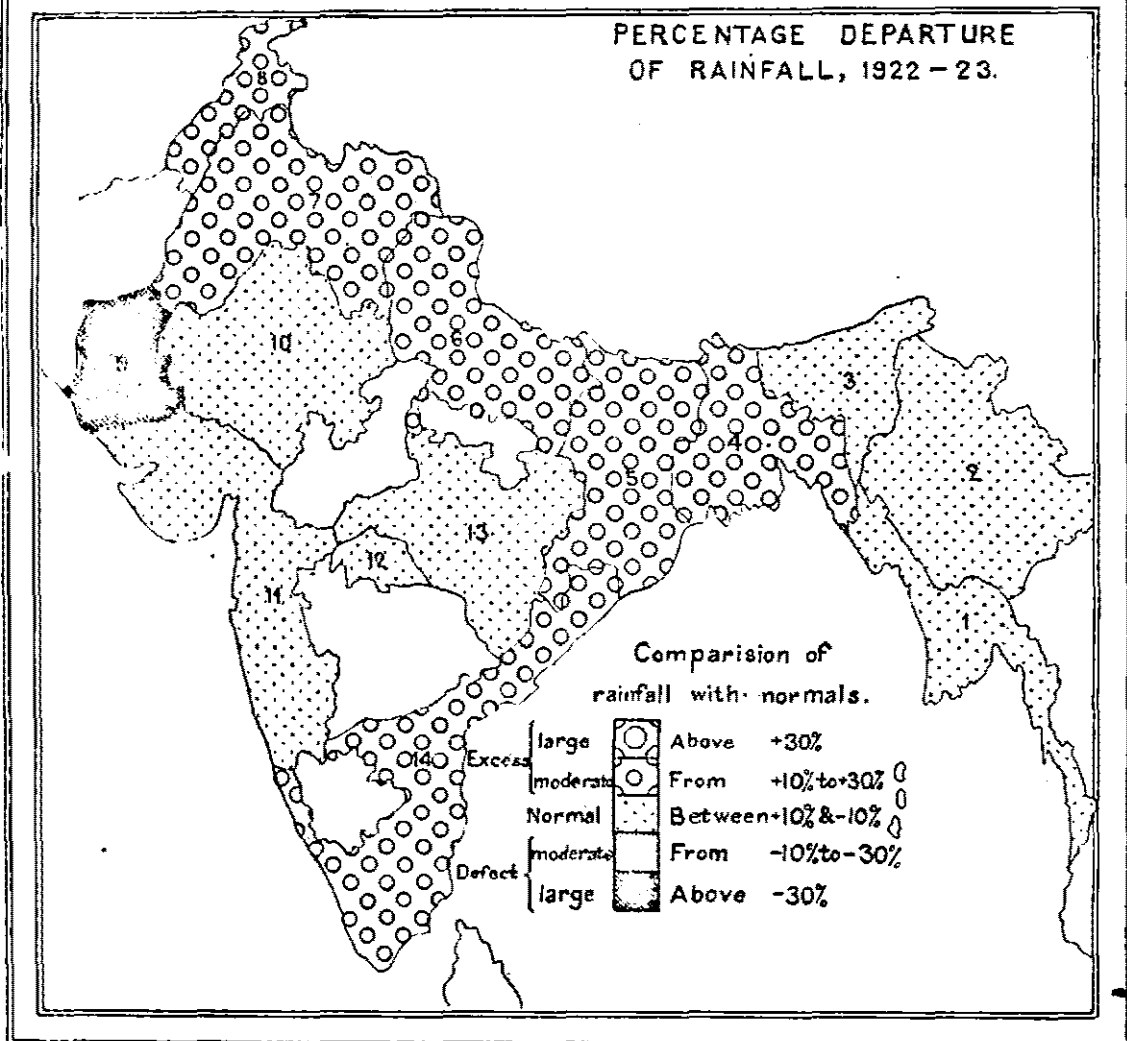 PERCENTAGE DEPARTURE
OF RAINFALL, 1922-23.
8
7
10
6
3
4
2
5
13
12
11
1
14
Comparision of
rainfall with normals.
Excess large Above +30%
moderate From +10% to +30%
Normal Between +10% & -10%
Defect moderate From -10% to -30%
large Above -30%